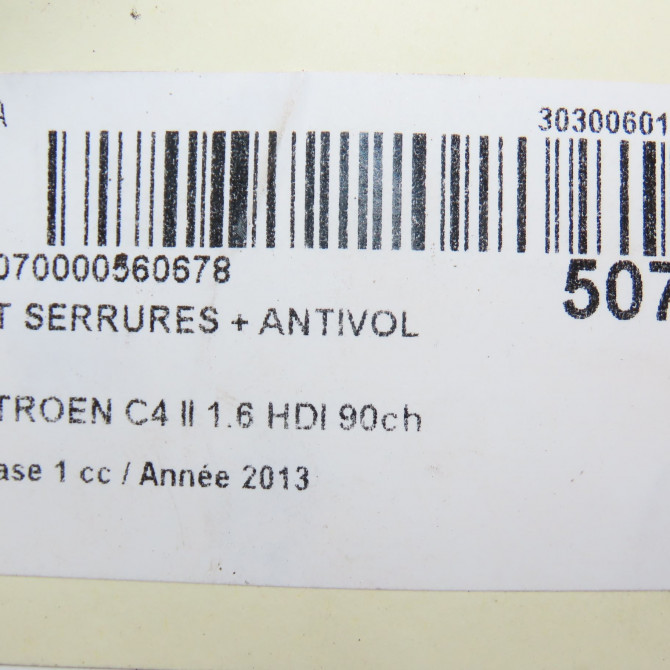 A 30300601
070000560678 507
T SERRURES + ANTIVOL
TROEN C4 II 1.6 HDI 90ch
ase 1 cc / Année 2013